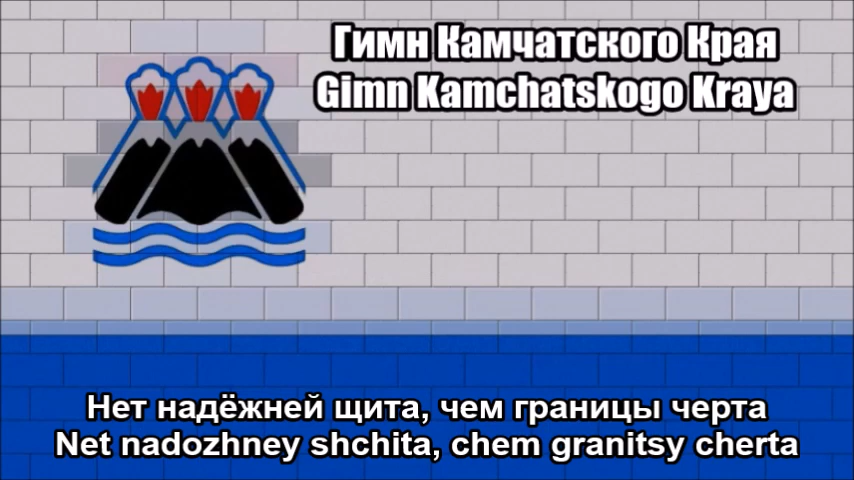 Гимн Камчатского Края
Gimn Kamchatskogo Kraya
Нет надёжней щита, чем границы черта
Net nadozhney shchita, chem granitsy cherta